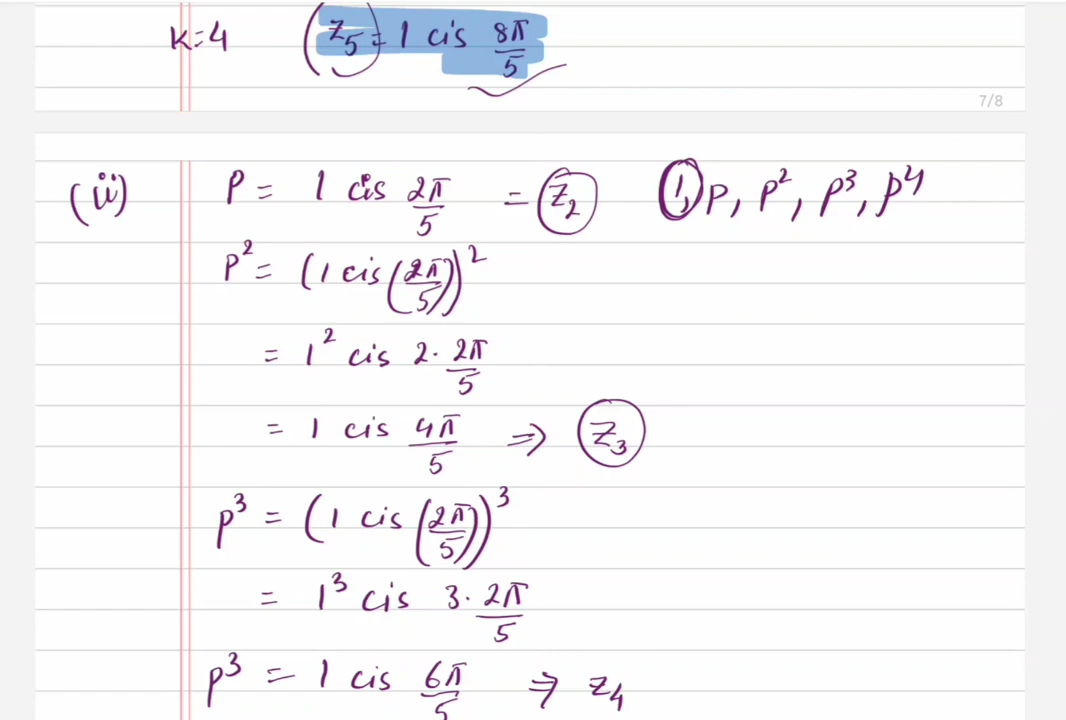 K=4 (z₅)= 1 cis 8π/5
7/8
(ii) P = 1 cis 2π/5 = z₂ 1, p, p², p³, p⁴
p² = (1 cis(2π/5))²
= 1² cis 2· 2π/5
= 1 cis 4π/5 ⇒ z₃
p³ = (1 cis(2π/5))³
= 1³ cis 3· 2π/5
p³ = 1 cis 6π/5 ⇒ z₄